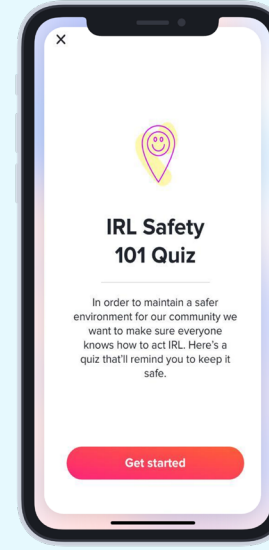 IRL Safety
101 Quiz
In order to maintain a safer
environment for our community we
want to make sure everyone
knows how to act IRL. Here's a
quiz that'll remind you to keep it
safe.
Get started